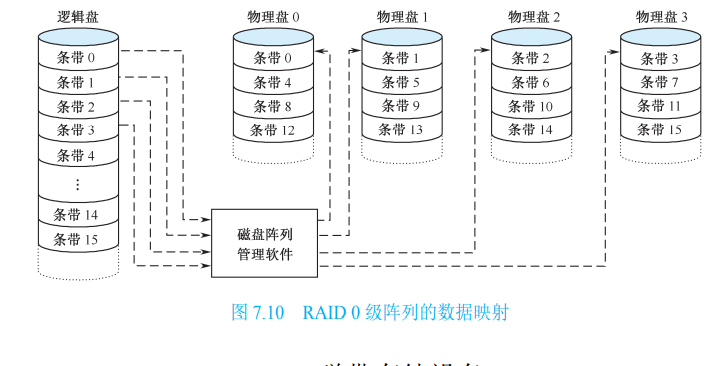 逻辑盘
条带 0
条带 1
条带 2
条带 3
条带 4
⋮
条带 14
条带 15
物理盘 0
条带 0
条带 4
条带 8
条带 12
物理盘 1
条带 1
条带 5
条带 9
条带 13
物理盘 2
条带 2
条带 6
条带 10
条带 14
物理盘 3
条带 3
条带 7
条带 11
条带 15
磁盘阵列
管理软件
图 7.10 RAID 0 级阵列的数据映射